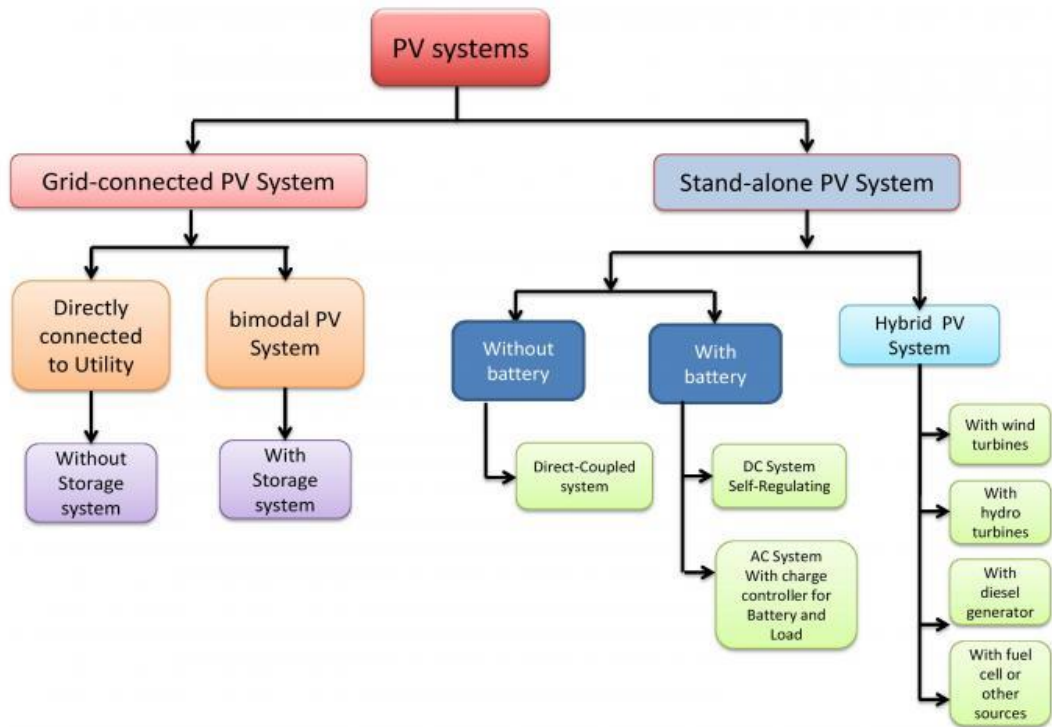 PV systems
Grid-connected PV System
Stand-alone PV System
Directly
connected
to Utility
bimodal PV
System
Without
battery
With
battery
Hybrid PV
System
Without
Storage
system
With
Storage
system
Direct-Coupled
system
DC System
Self-Regulating
AC System
With charge
controller for
Battery and
Load
With wind
turbines
With
hydro
turbines
With
diesel
generator
With fuel
cell or
other
sources